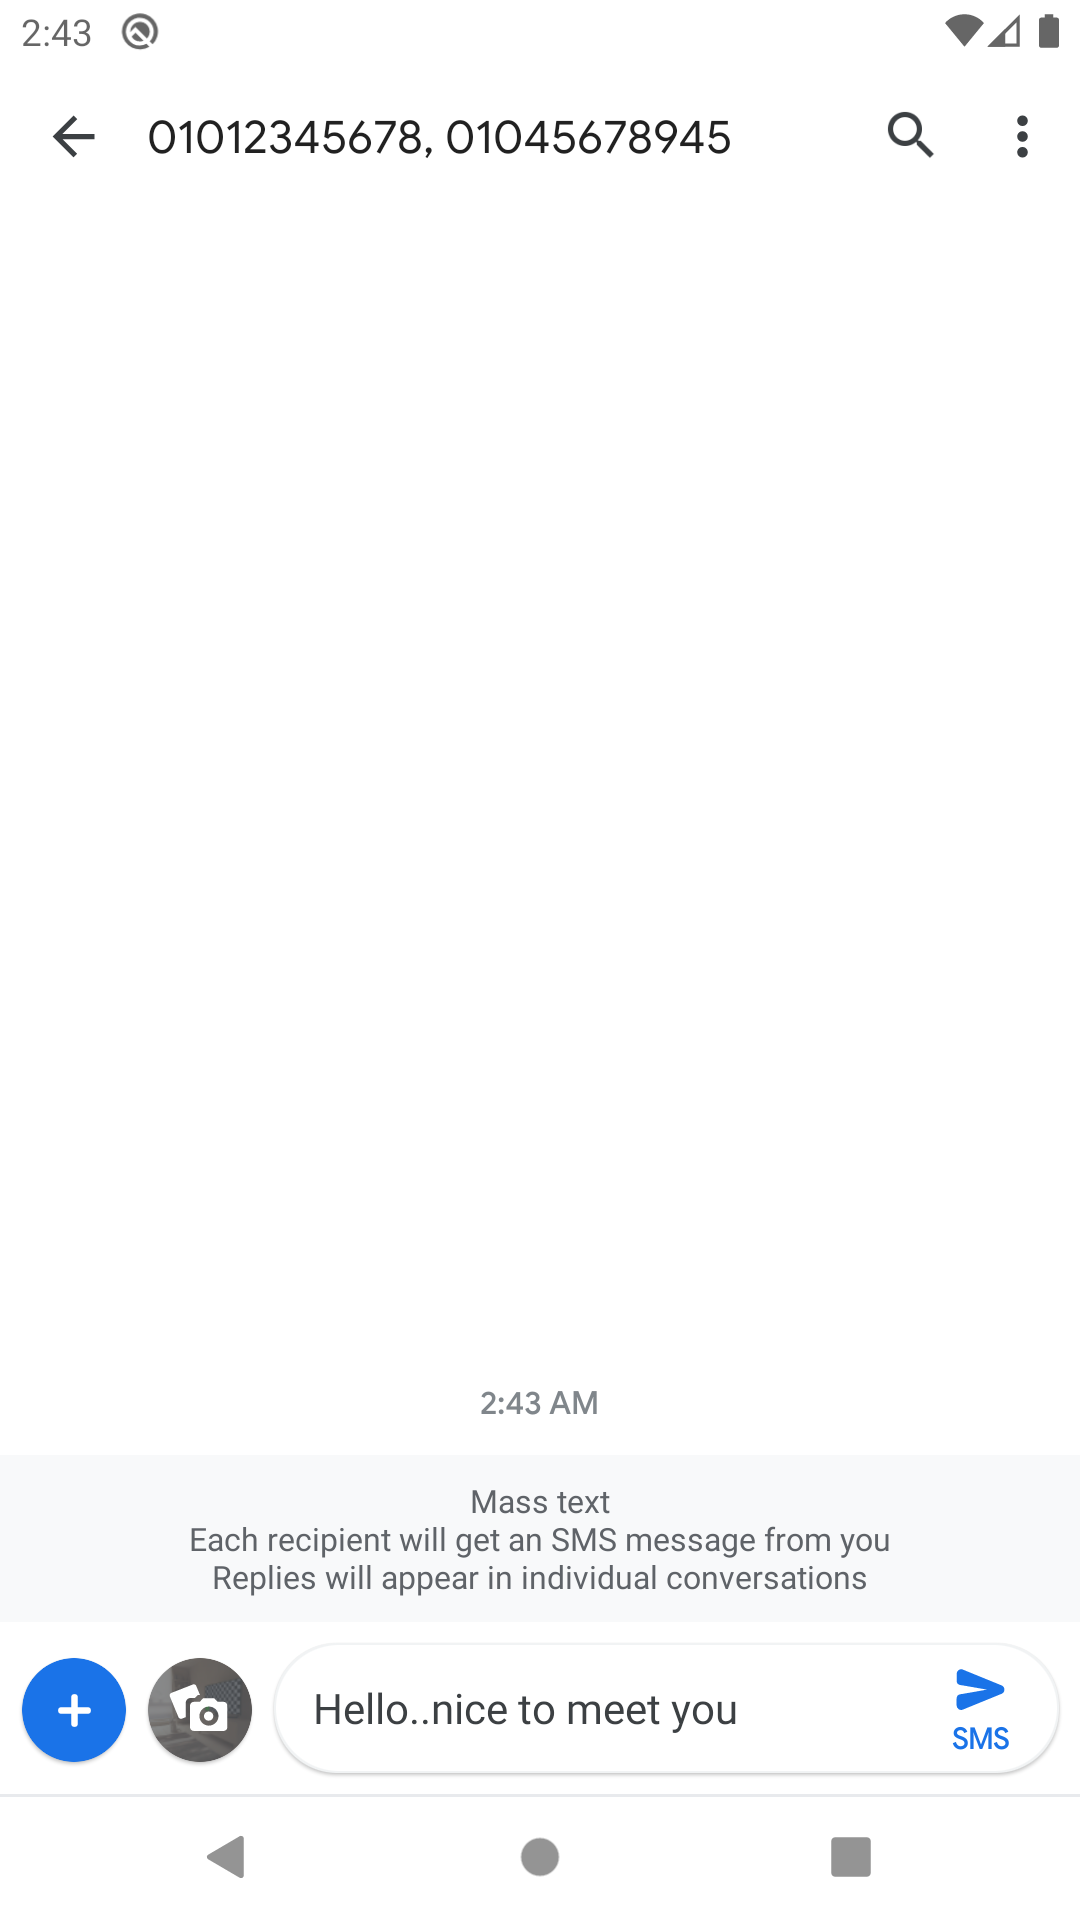 2:43
01012345678, 01045678945
2:43 AM
Mass text
Each recipient will get an SMS message from you
Replies will appear in individual conversations
Hello..nice to meet you
SMS